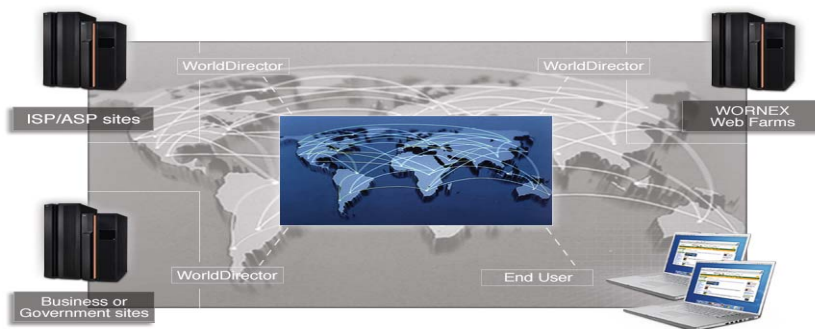 WorldDirector
WorldDirector
ISP/ASP sites
WORNEX
Web Farms
WorldDirector
End User
Business or
Government sites